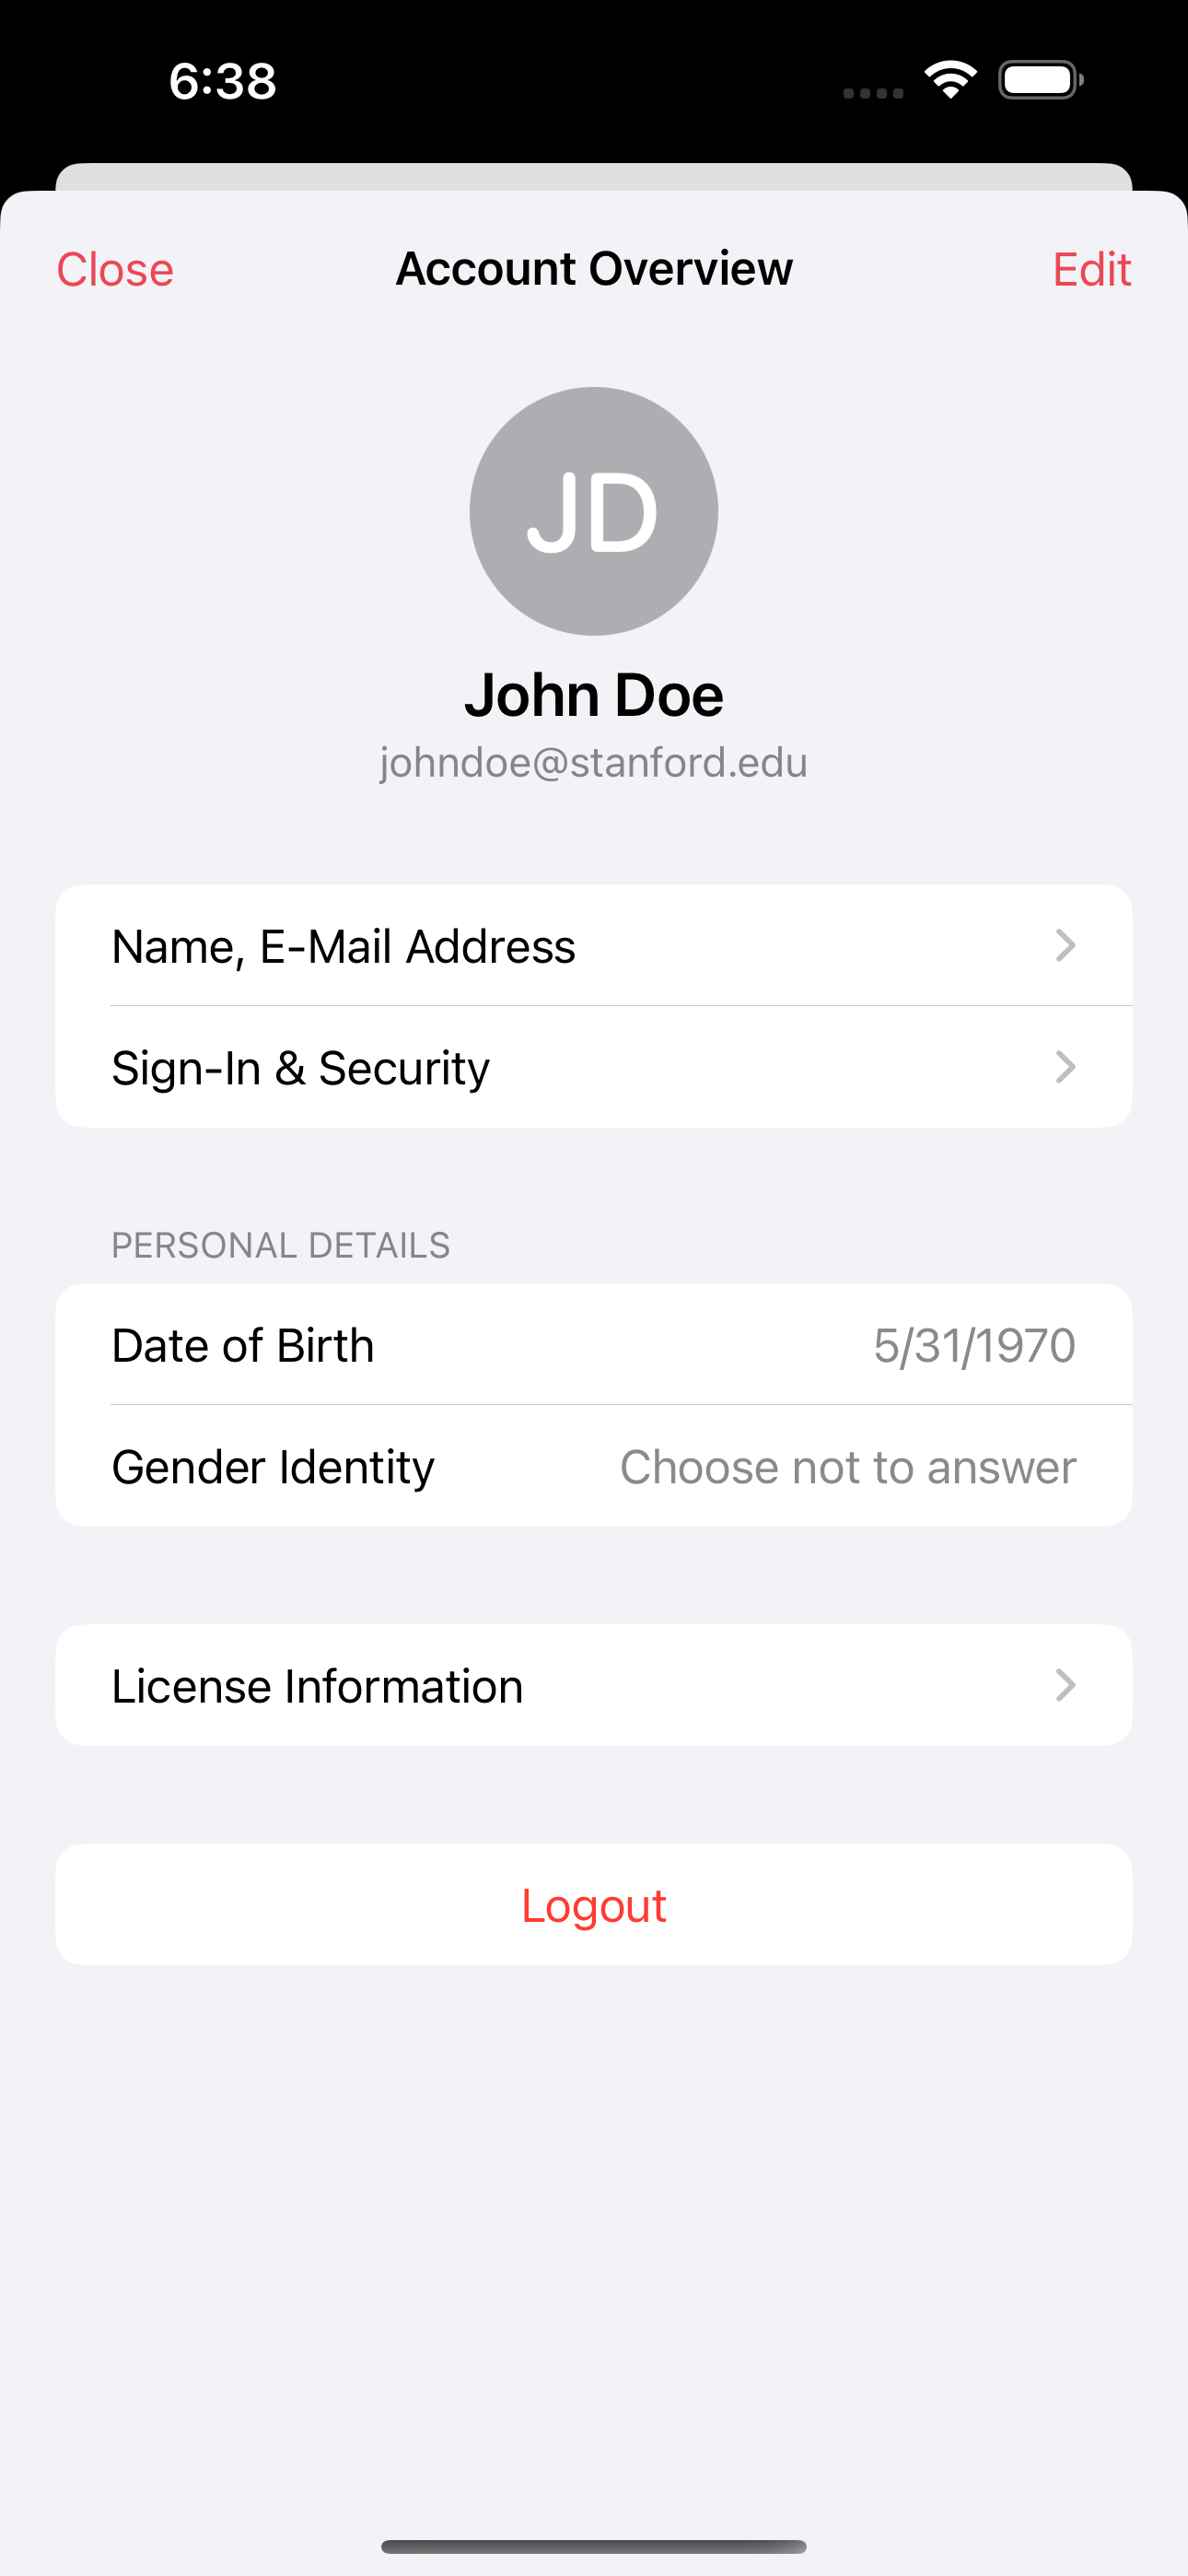 6:38
Close Account Overview Edit
JD
John Doe
johndoe@stanford.edu
Name, E-Mail Address
Sign-In & Security
PERSONAL DETAILS
Date of Birth 5/31/1970
Gender Identity Choose not to answer
License Information
Logout